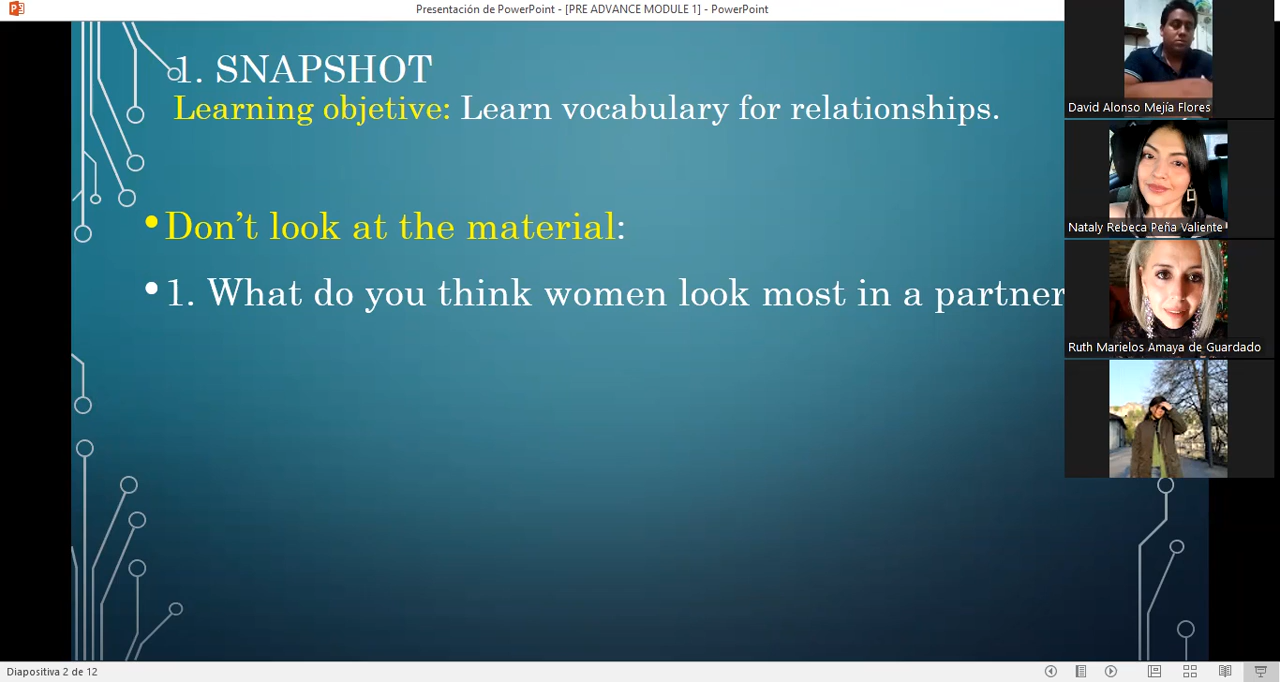 Presentación de PowerPoint - [PRE ADVANCE MODULE 1] - PowerPoint
1. SNAPSHOT
Learning objetive: Learn vocabulary for relationships.
• Don’t look at the material:
• 1. What do you think women look most in a partner
David Alonso Mejía Flores
Nataly Rebeca Peña Valiente
Ruth Marielos Amaya de Guardado
Diapositiva 2 de 12